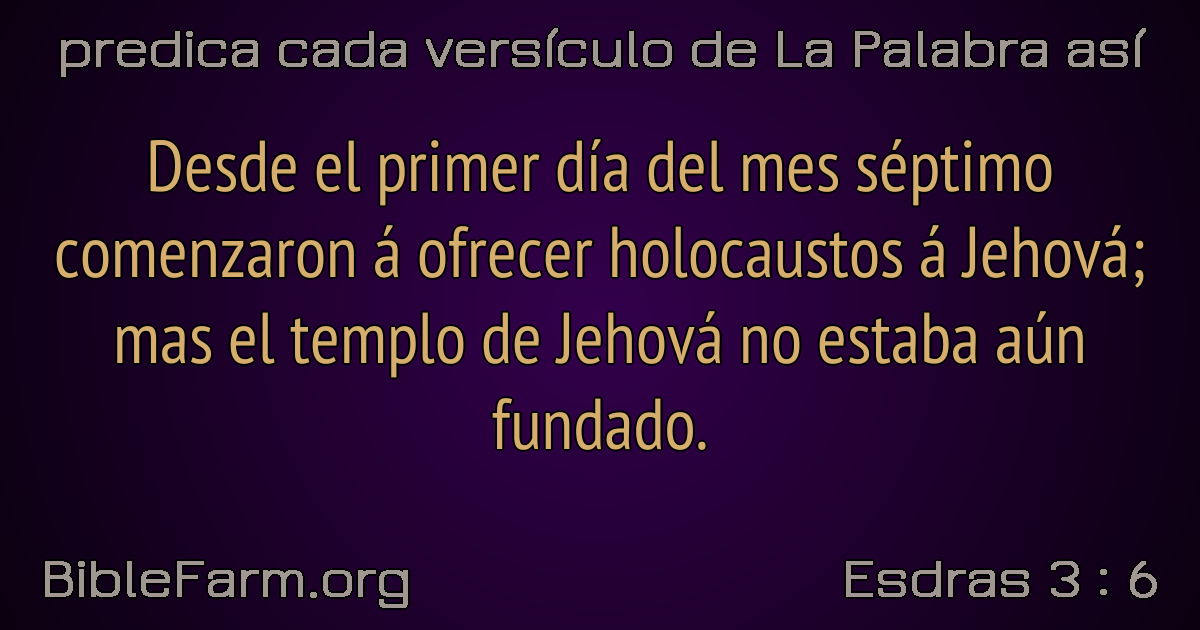 predica cada versículo de La Palabra así
Desde el primer día del mes séptimo
comenzaron á ofrecer holocaustos á Jehová;
mas el templo de Jehová no estaba aún
fundado.
BibleFarm.org
Esdras 3 : 6